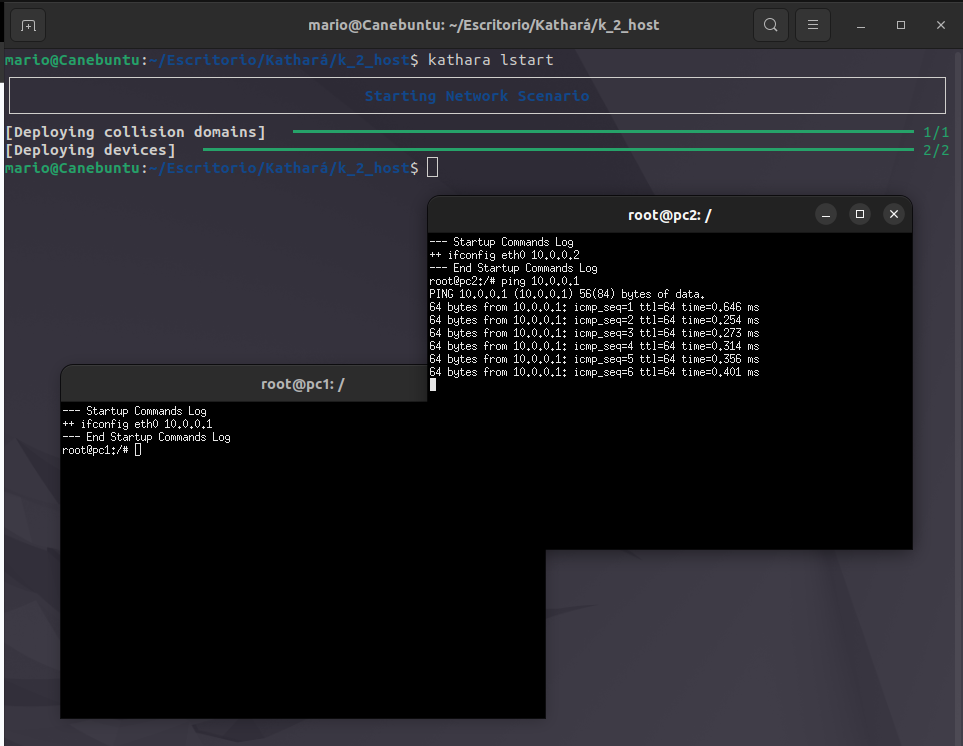 mario@Canebuntu: ~/Escritorio/Kathará/k_2_host
mario@Canebuntu:~/Escritorio/Kathará/k_2_host$ kathara lstart
Starting Network Scenario
[Deploying collision domains] 1/1
[Deploying devices] 2/2
mario@Canebuntu:~/Escritorio/Kathará/k_2_host$
root@pc2: /
--- Startup Commands Log
++ ifconfig eth0 10.0.0.2
--- End Startup Commands Log
root@pc2:/# ping 10.0.0.1
PING 10.0.0.1 (10.0.0.1) 56(84) bytes of data.
64 bytes from 10.0.0.1: icmp_seq=1 ttl=64 time=0.646 ms
64 bytes from 10.0.0.1: icmp_seq=2 ttl=64 time=0.254 ms
64 bytes from 10.0.0.1: icmp_seq=3 ttl=64 time=0.273 ms
64 bytes from 10.0.0.1: icmp_seq=4 ttl=64 time=0.314 ms
64 bytes from 10.0.0.1: icmp_seq=5 ttl=64 time=0.356 ms
64 bytes from 10.0.0.1: icmp_seq=6 ttl=64 time=0.401 ms
root@pc1: /
--- Startup Commands Log
++ ifconfig eth0 10.0.0.1
--- End Startup Commands Log
root@pc1:/#